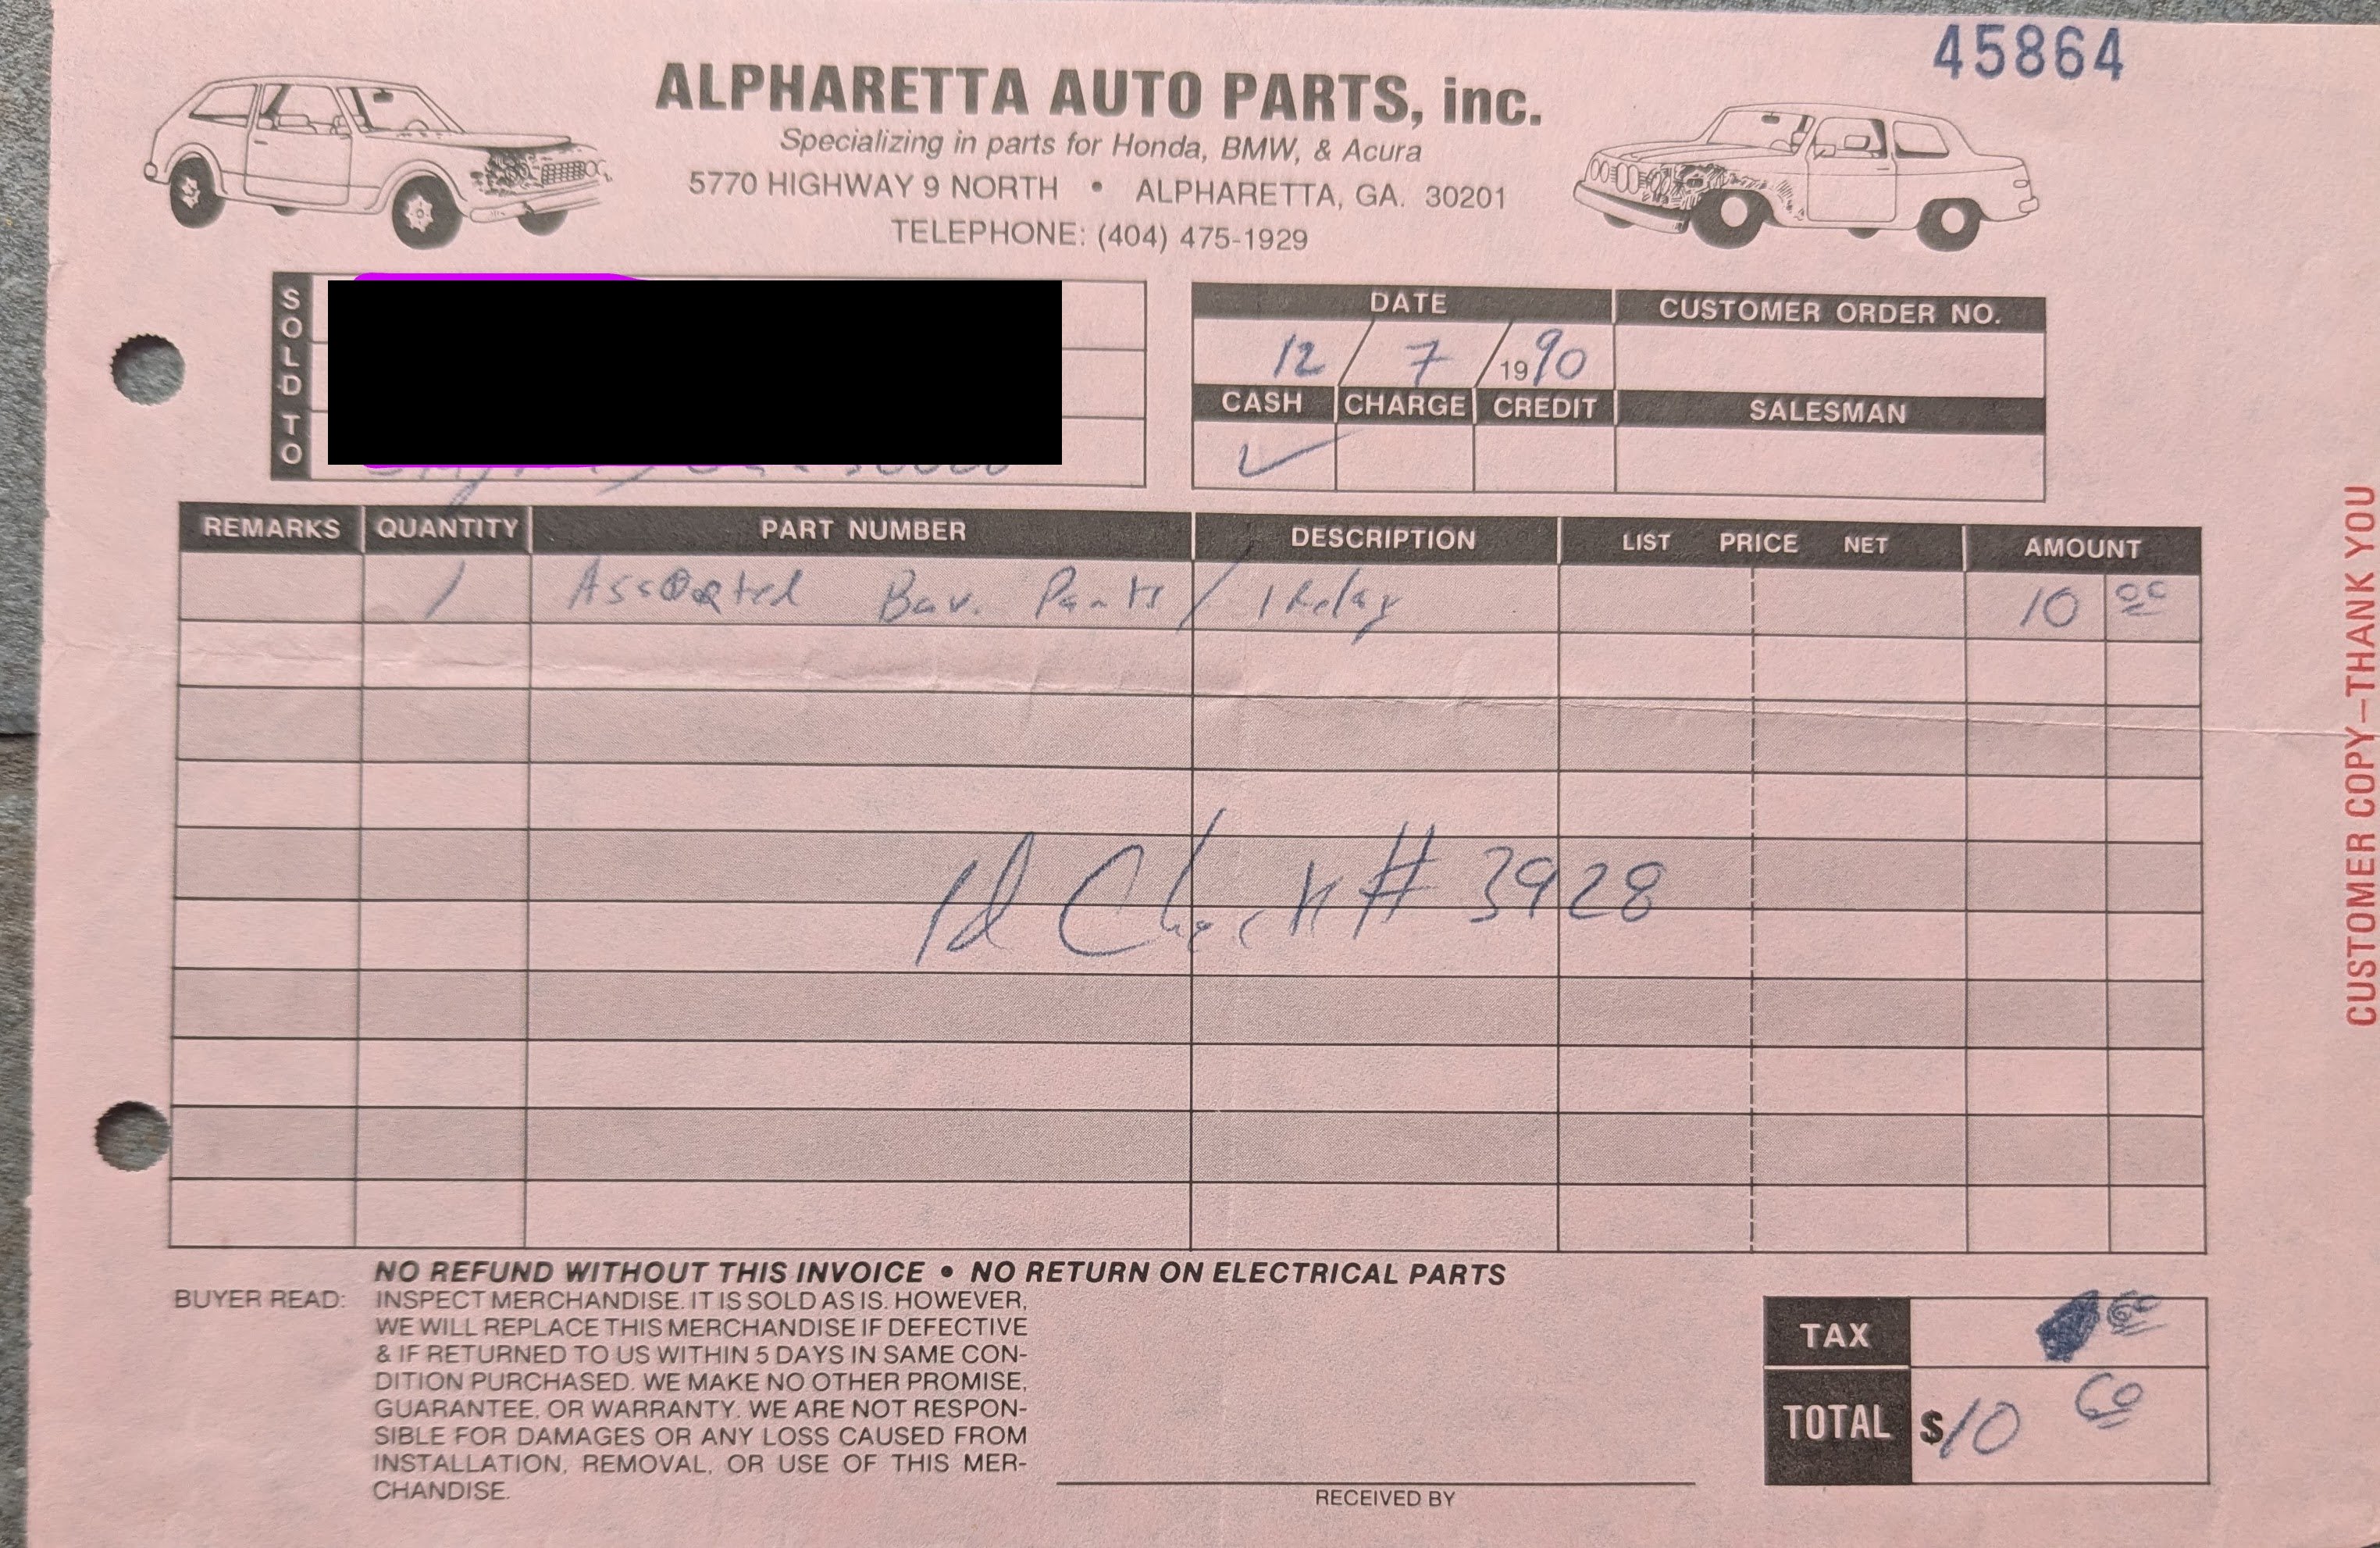 45864
ALPHARETTA AUTO PARTS, inc.
Specializing in parts for Honda, BMW, & Acura
5770 HIGHWAY 9 NORTH • ALPHARETTA, GA. 30201
TELEPHONE: (404) 475-1929
SOLD TO
DATE CUSTOMER ORDER NO.
12 / 7 / 1990
CASH CHARGE CREDIT SALESMAN
✓
REMARKS QUANTITY PART NUMBER DESCRIPTION LIST PRICE NET AMOUNT
1 Assorted Bav. Parts / 1 Relay 10 00
Pd Check # 3928
NO REFUND WITHOUT THIS INVOICE • NO RETURN ON ELECTRICAL PARTS
BUYER READ: INSPECT MERCHANDISE. IT IS SOLD AS IS. HOWEVER,
WE WILL REPLACE THIS MERCHANDISE IF DEFECTIVE
& IF RETURNED TO US WITHIN 5 DAYS IN SAME CON-
DITION PURCHASED. WE MAKE NO OTHER PROMISE,
GUARANTEE, OR WARRANTY. WE ARE NOT RESPON-
SIBLE FOR DAMAGES OR ANY LOSS CAUSED FROM
INSTALLATION, REMOVAL, OR USE OF THIS MER-
CHANDISE.
RECEIVED BY
TAX 60
TOTAL $10 60
CUSTOMER COPY—THANK YOU